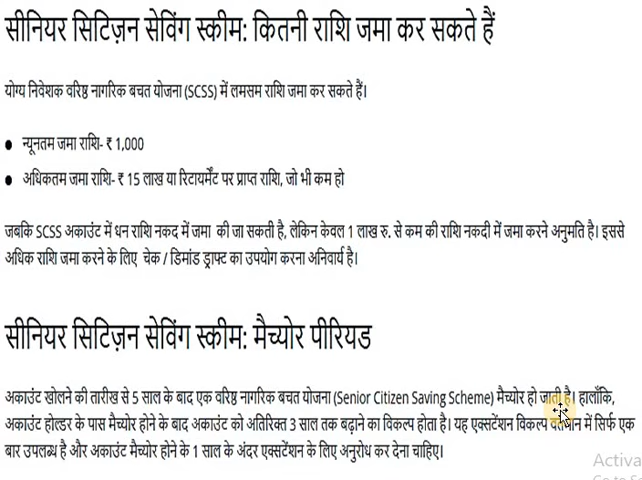 सीनियर सिटिज़न सेविंग स्कीम: कितनी राशि जमा कर सकते हैं
योग्य निवेशक वरिष्ठ नागरिक बचत योजना (SCSS) में लमसम राशि जमा कर सकते हैं।
● न्यूनतम जमा राशि- ₹ 1,000
● अधिकतम जमा राशि- ₹ 15 लाख या रिटायर्मेंट पर प्राप्त राशि, जो भी कम हो
जबकि SCSS अकाउंट में धन राशि नकद में जमा की जा सकती है, लेकिन केवल 1 लाख रु. से कम की राशि नकदी में जमा करने अनुमति है। इससे
अधिक राशि जमा करने के लिए चेक / डिमांड ड्राफ्ट का उपयोग करना अनिवार्य है।
सीनियर सिटिज़न सेविंग स्कीम: मैच्योर पीरियड
अकाउंट खोलने की तारीख से 5 साल के बाद एक वरिष्ठ नागरिक बचत योजना (Senior Citizen Saving Scheme) मैच्योर हो जाती है। हालाँकि,
अकाउंट होल्डर के पास मैच्योर होने के बाद अकाउंट को अतिरिक्त 3 साल तक बढ़ाने का विकल्प होता है। यह एक्सटेंशन विकल्प वर्तमान में सिर्फ एक
बार उपलब्ध है और अकाउंट मैच्योर होने के 1 साल के अंदर एक्सटेंशन के लिए अनुरोध कर देना चाहिए।
Activa